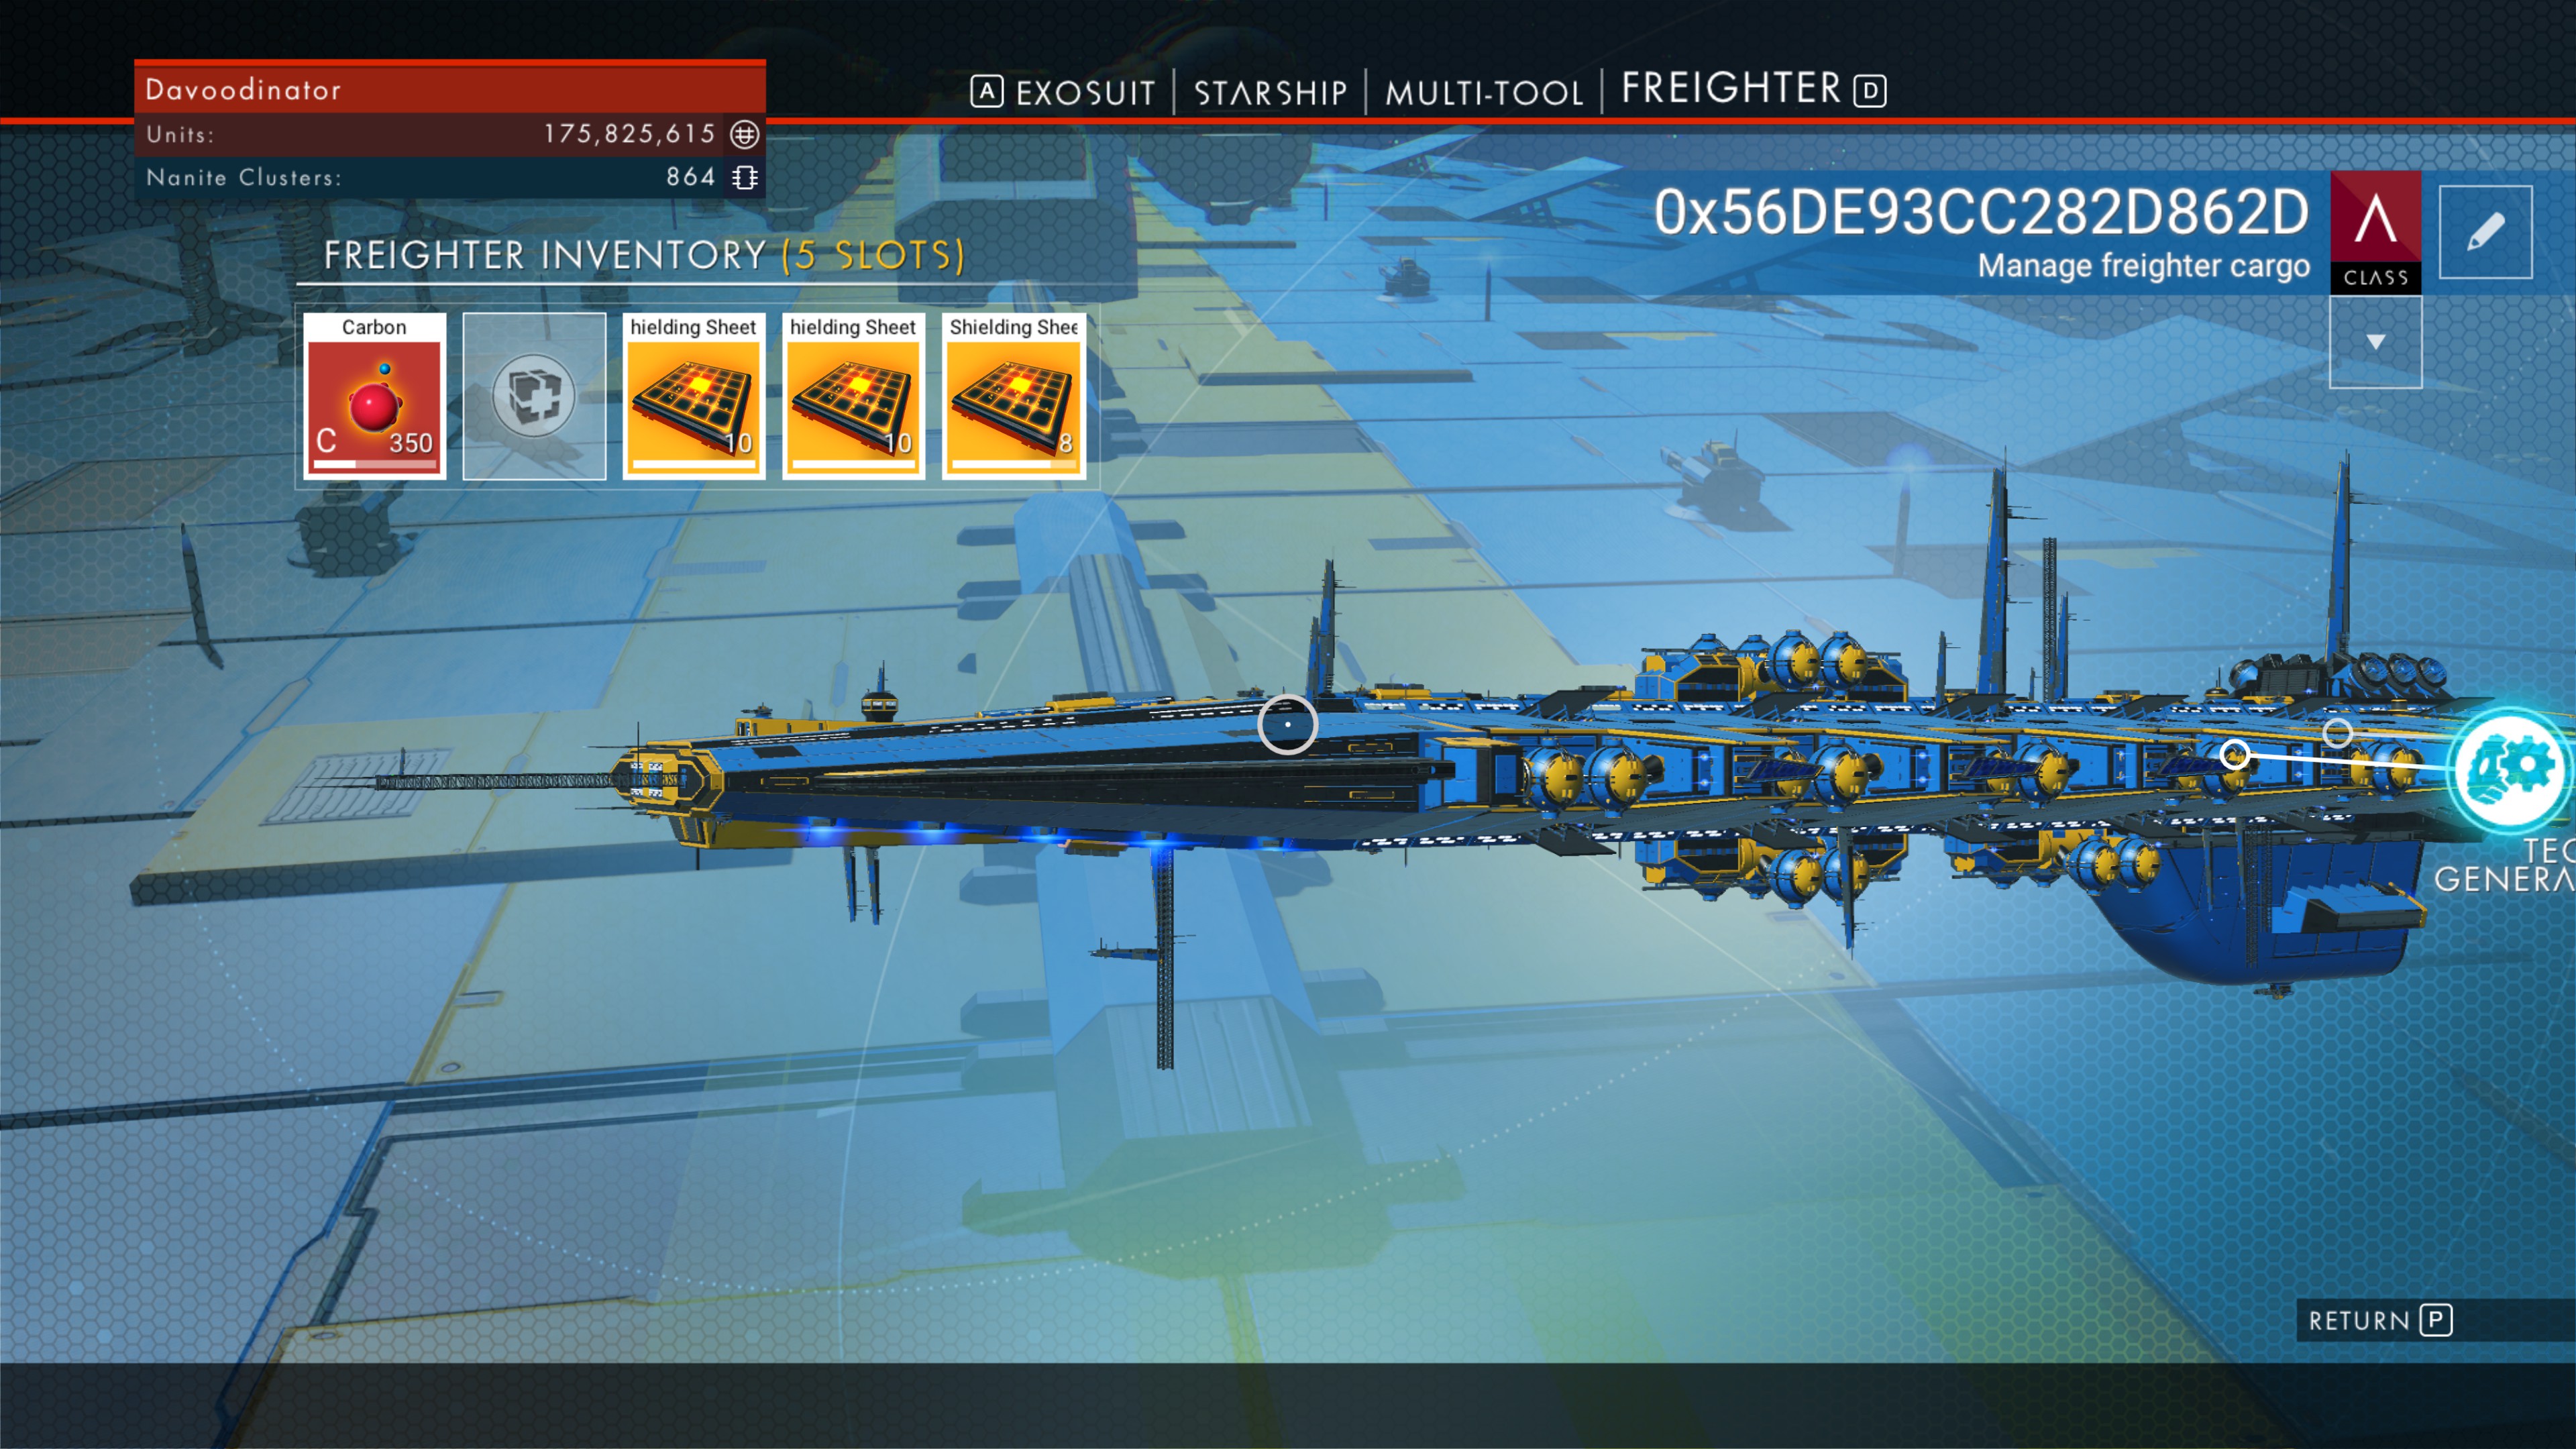 Davoodinator
Units: 175,825,615
Nanite Clusters: 864
A EXOSUIT STARSHIP MULTI-TOOL FREIGHTER D
0x56DE93CC282D862D
Manage freighter cargo
CLASS
FREIGHTER INVENTORY (5 SLOTS)
Carbon
C 350
hielding Sheet
10
hielding Sheet
10
Shielding Shee
8
TEC
GENERA
RETURN P